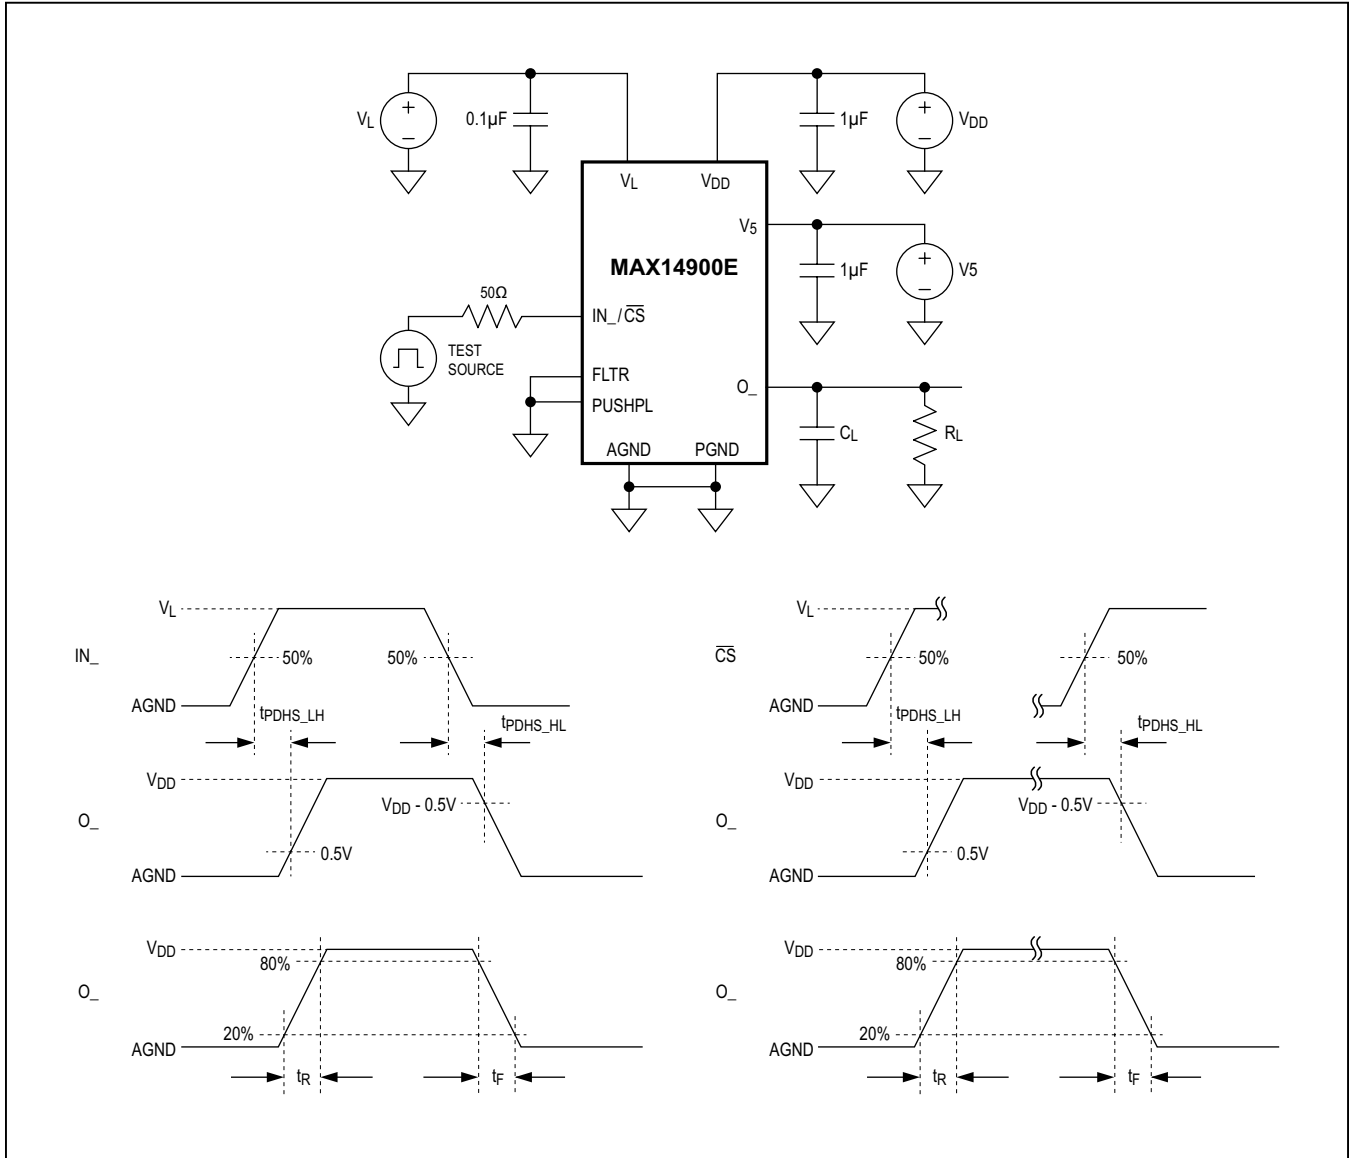 VL
0.1µF
1µF
VDD
VL
VDD
V5
MAX14900E
1µF
V5
50Ω
IN_/CS
TEST
SOURCE
FLTR
O_
PUSHPL
CL
RL
AGND
PGND
VL
IN_
50%
50%
AGND
tPDHS_LH
tPDHS_HL
VDD
VDD - 0.5V
O_
0.5V
AGND
VDD
80%
O_
20%
AGND
tR
tF
VL
CS
50%
50%
AGND
tPDHS_LH
tPDHS_HL
VDD
VDD - 0.5V
O_
0.5V
AGND
VDD
80%
O_
20%
AGND
tR
tF